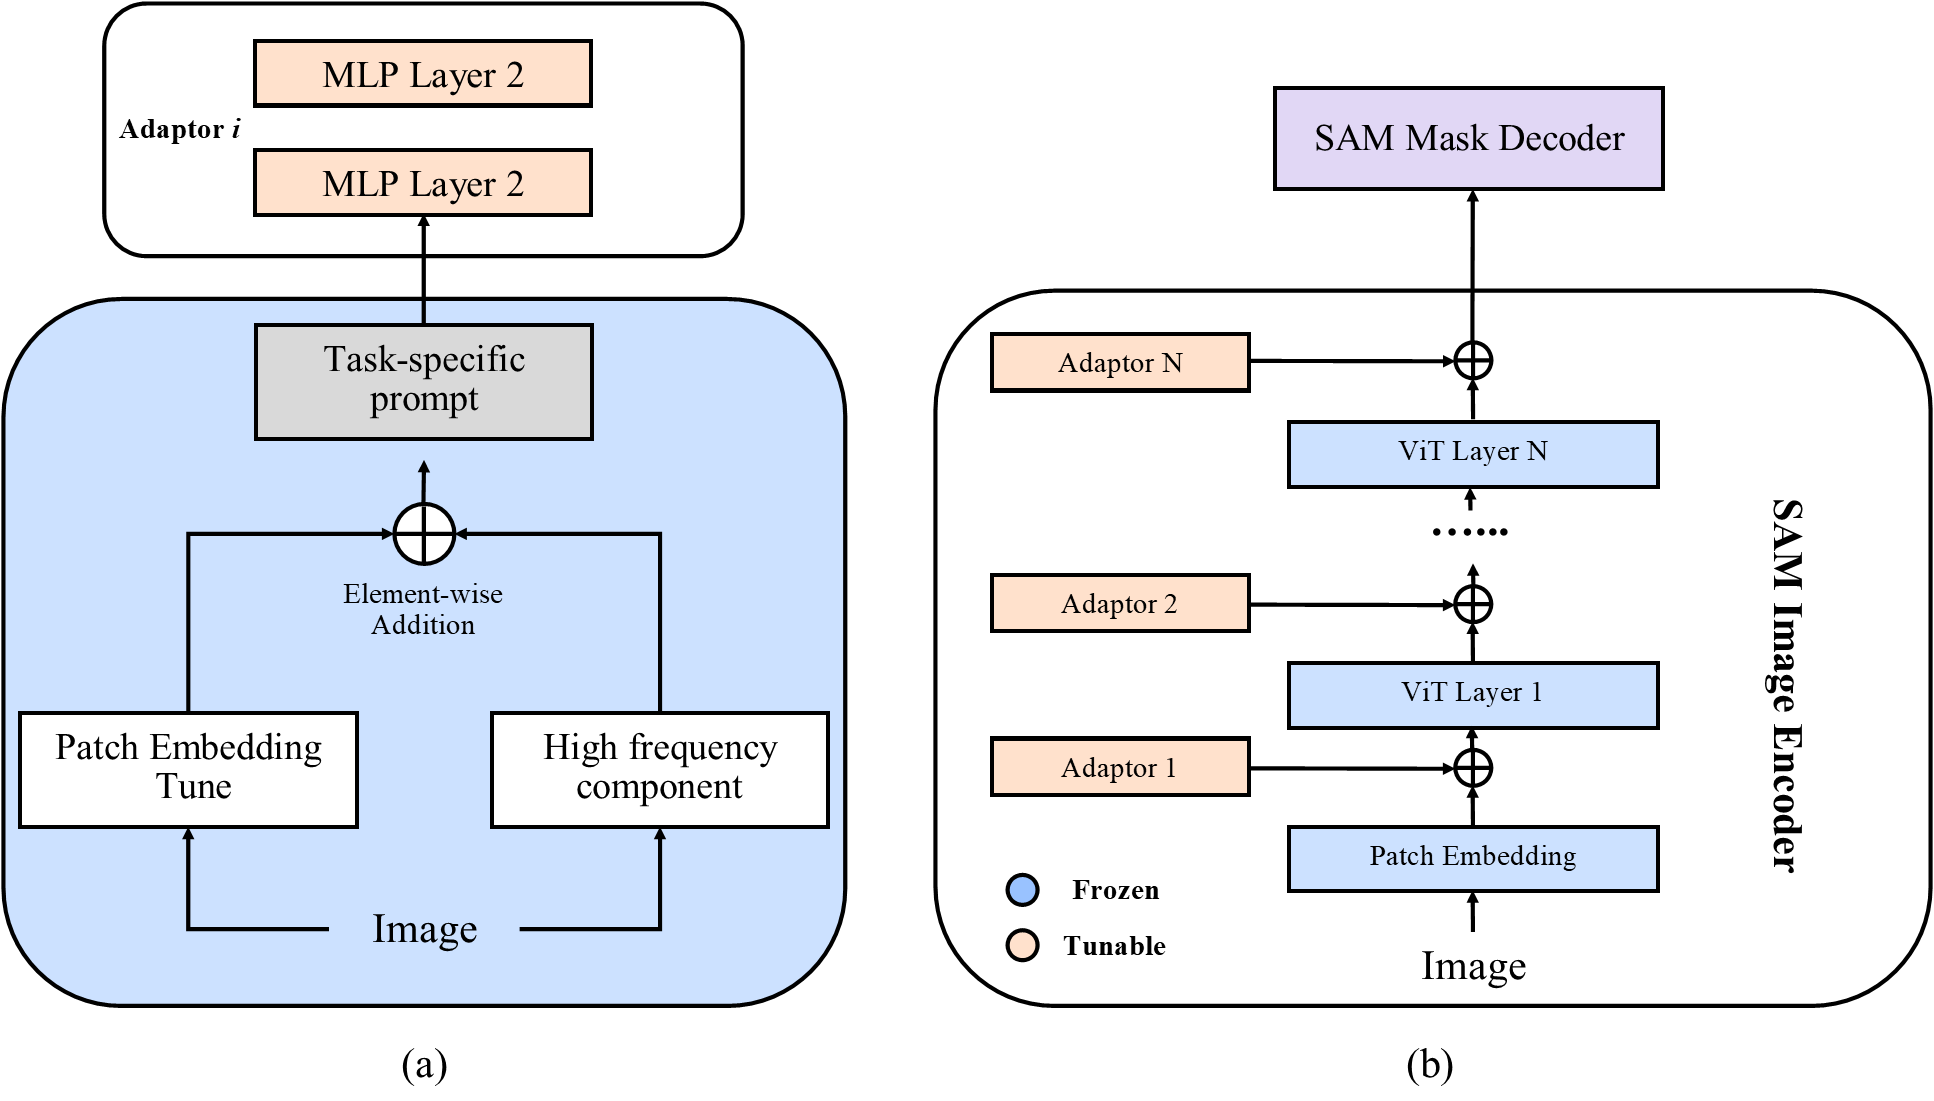 MLP Layer 2
Adaptor i
MLP Layer 2
Task-specific
prompt
Element-wise
Addition
Patch Embedding
Tune
High frequency
component
Image
(a)
SAM Mask Decoder
Adaptor N
ViT Layer N
…...
Adaptor 2
ViT Layer 1
Adaptor 1
Patch Embedding
Image
SAM Image Encoder
Frozen
Tunable
(b)